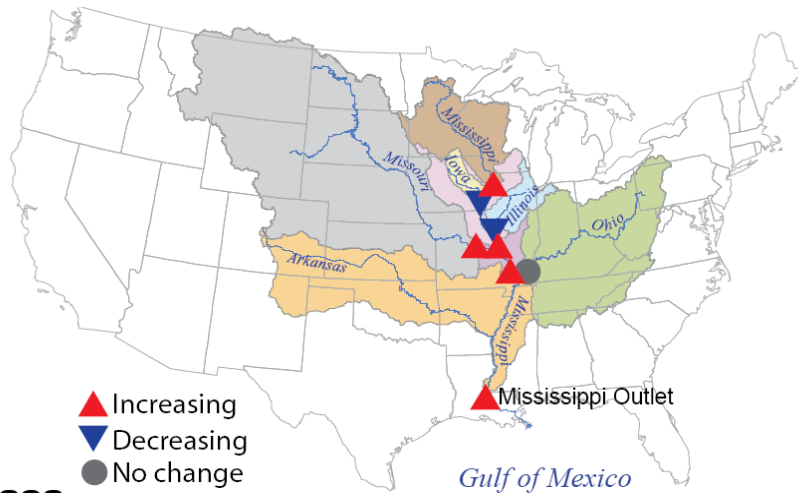 Mississippi
Missouri
Iowa
Illinois
Ohio
Arkansas
Mississippi
Mississippi Outlet
Increasing
Decreasing
No change
Gulf of Mexico